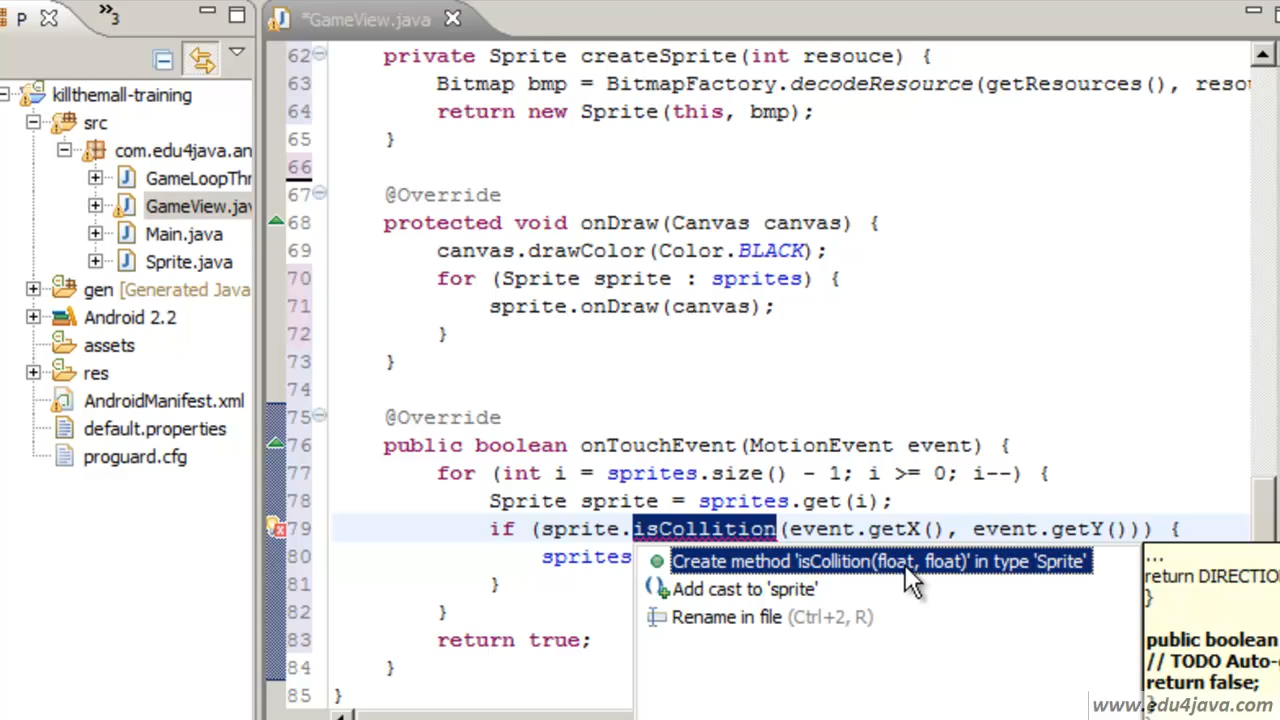 P
3
*GameView.java
killthemall-training
src
com.edu4java.an
GameLoopThr
GameView.jav
Main.java
Sprite.java
gen [Generated Java
Android 2.2
assets
res
AndroidManifest.xml
default.properties
proguard.cfg
62 private Sprite createSprite(int resouce) {
63 Bitmap bmp = BitmapFactory.decodeResource(getResources(), resou
64 return new Sprite(this, bmp);
65 }
66
67 @Override
68 protected void onDraw(Canvas canvas) {
69 canvas.drawColor(Color.BLACK);
70 for (Sprite sprite : sprites) {
71 sprite.onDraw(canvas);
72 }
73 }
74
75 @Override
76 public boolean onTouchEvent(MotionEvent event) {
77 for (int i = sprites.size() - 1; i >= 0; i--) {
78 Sprite sprite = sprites.get(i);
79 if (sprite.isCollition(event.getX(), event.getY())) {
80 sprites
81 }
82 }
83 return true;
84 }
85 }
Create method 'isCollition(float, float)' in type 'Sprite'
Add cast to 'sprite'
Rename in file (Ctrl+2, R)
...
return DIRECTIO
}
public boolean
// TODO Auto-
return false;
}
www.edu4java.com